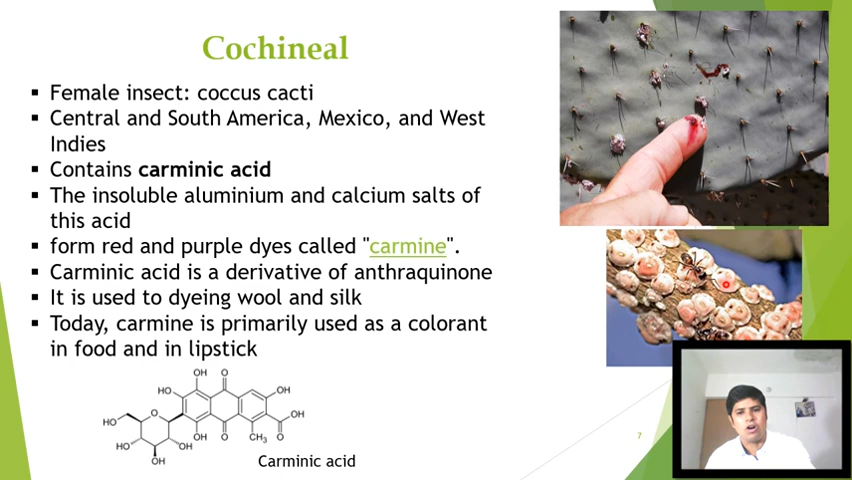 Cochineal
▪ Female insect: coccus cacti
▪ Central and South America, Mexico, and West
Indies
▪ Contains carminic acid
▪ The insoluble aluminium and calcium salts of
this acid
▪ form red and purple dyes called "carmine".
▪ Carminic acid is a derivative of anthraquinone
▪ It is used to dyeing wool and silk
▪ Today, carmine is primarily used as a colorant
in food and in lipstick
OH O
HO OH
O OH
HO
OH O CH₃ O
HO OH
OH
Carminic acid
7